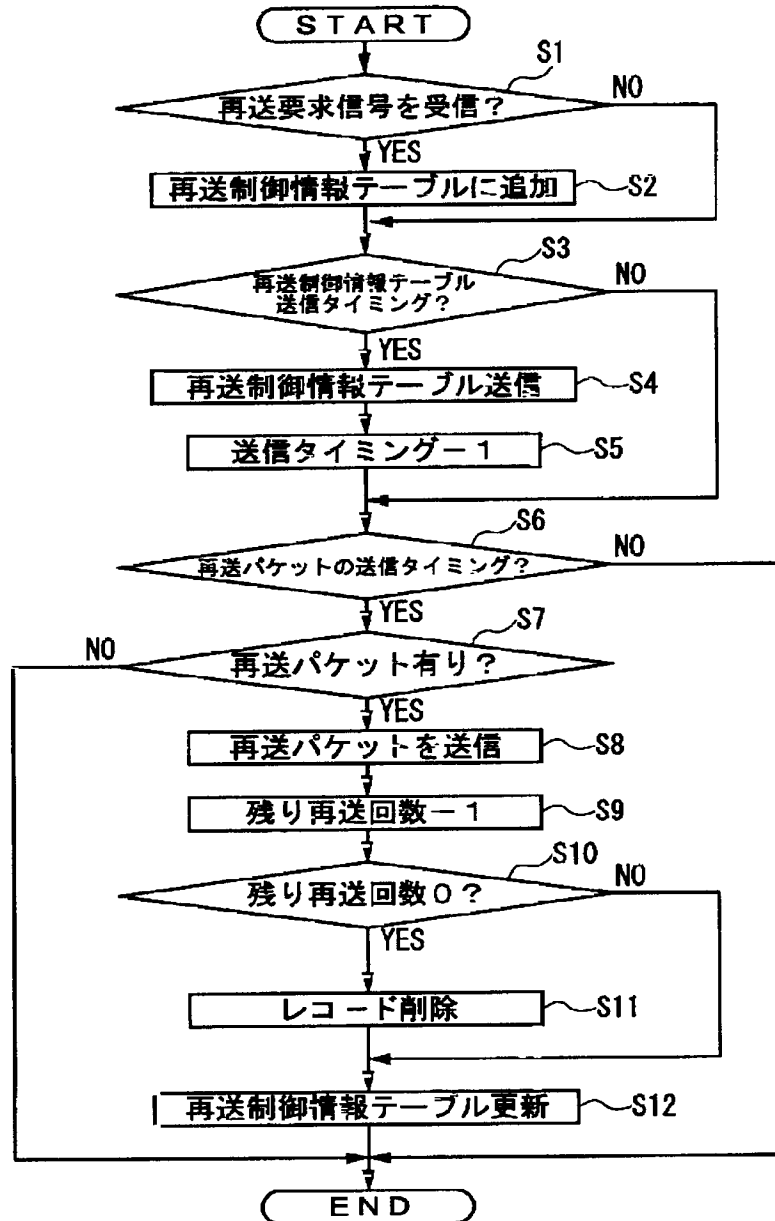 START
S1
再送要求信号を受信?
NO
YES
再送制御情報テーブルに追加
S2
S3
再送制御情報テーブル
送信タイミング?
NO
YES
再送制御情報テーブル送信
S4
送信タイミング-1
S5
S6
再送パケットの送信タイミング?
NO
YES
S7
NO
再送パケット有り?
YES
再送パケットを送信
S8
残り再送回数-1
S9
S10
残り再送回数0?
NO
YES
レコード削除
S11
再送制御情報テーブル更新
S12
END